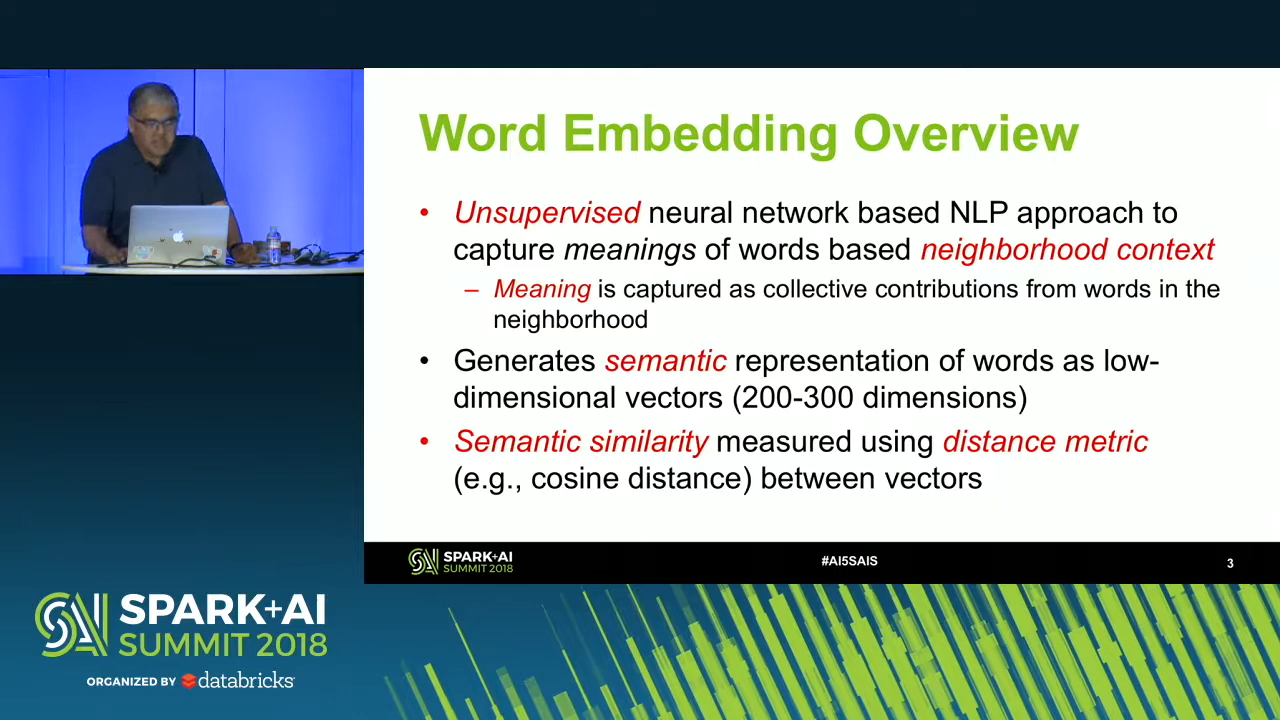 Word Embedding Overview
• Unsupervised neural network based NLP approach to
capture meanings of words based neighborhood context
– Meaning is captured as collective contributions from words in the
neighborhood
• Generates semantic representation of words as low-
dimensional vectors (200-300 dimensions)
• Semantic similarity measured using distance metric
(e.g., cosine distance) between vectors
SPARK+AI
SUMMIT 2018
#AI5SAIS
3
SPARK+AI
SUMMIT 2018
ORGANIZED BY databricks